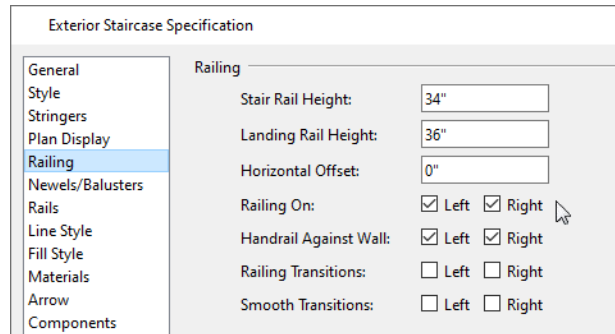 Exterior Staircase Specification
General
Style
Stringers
Plan Display
Railing
Newels/Balusters
Rails
Line Style
Fill Style
Materials
Arrow
Components
Railing
Stair Rail Height: 34"
Landing Rail Height: 36"
Horizontal Offset: 0"
Railing On: Left Right
Handrail Against Wall: Left Right
Railing Transitions: Left Right
Smooth Transitions: Left Right